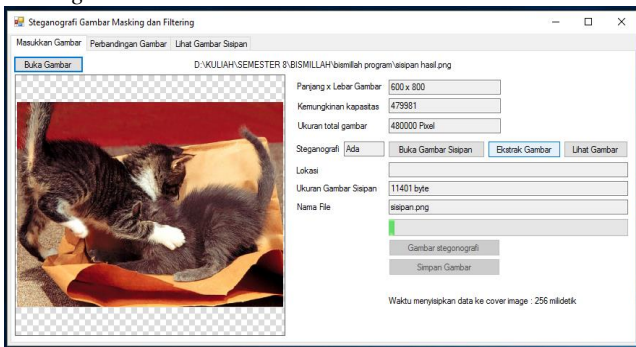 Steganografi Gambar Masking dan Filtering
Masukkan Gambar Perbandingan Gambar Lihat Gambar Sisipan
Buka Gambar D:\KULIAH\SEMESTER 8\BISMILLAH\bismillah program\sisipan hasil.png
Panjang x Lebar Gambar 600 x 800
Kemungkinan kapasitas 479981
Ukuran total gambar 480000 Pixel
Steganografi Ada Buka Gambar Sisipan Ekstrak Gambar Lihat Gambar
Lokasi
Ukuran Gambar Sisipan 11401 byte
Nama File sisipan.png
Gambar stegonografi
Simpan Gambar
Waktu menyisipkan data ke cover image : 256 milidetik